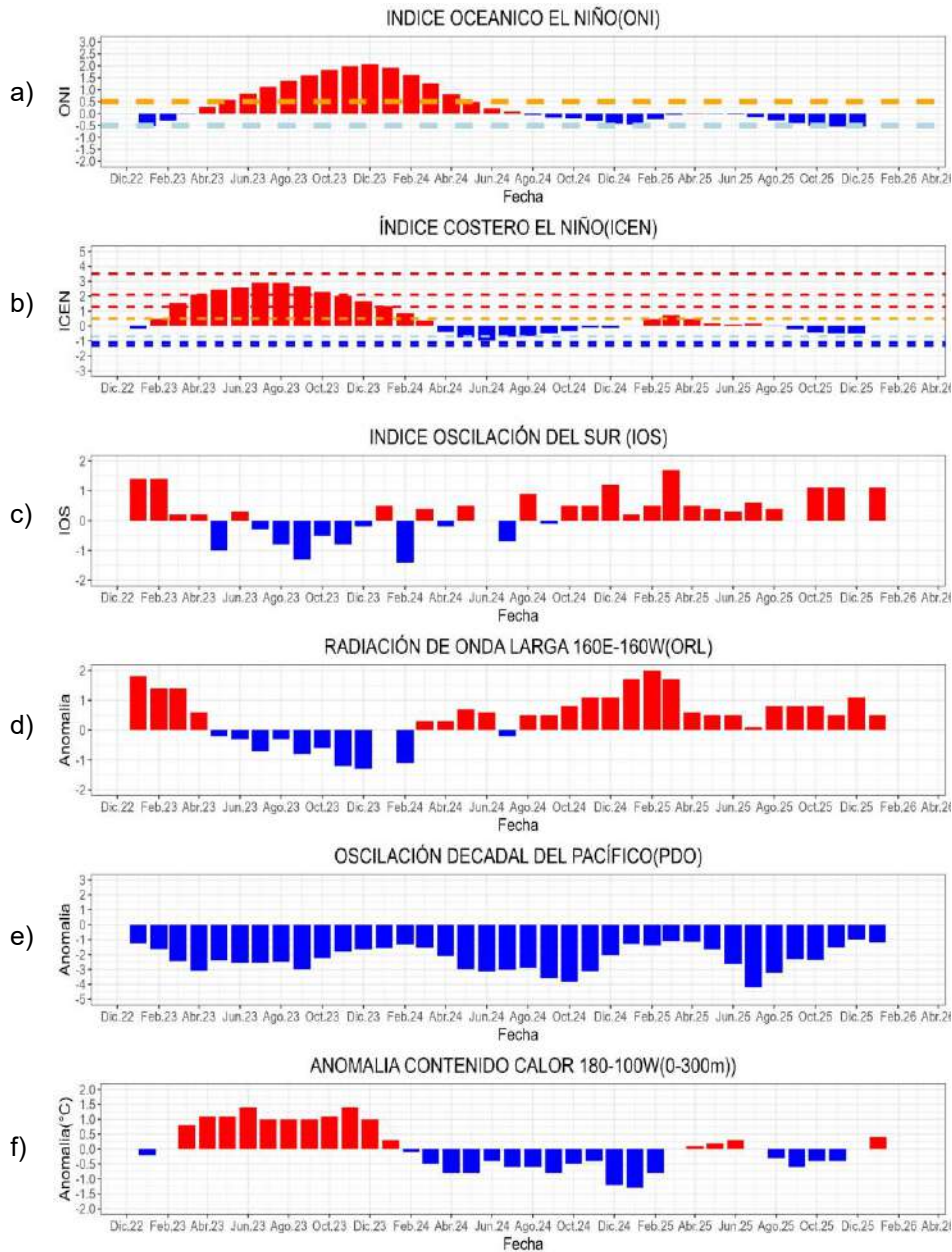 INDICE OCEANICO EL NIÑO(ONI)
a)
ONI
3.0
2.5
2.0
1.5
1.0
0.5
0.0
-0.5
-1.0
-1.5
-2.0
Dic.22 Feb.23 Abr.23 Jun.23 Ago.23 Oct.23 Dic.23 Feb.24 Abr.24 Jun.24 Ago.24 Oct.24 Dic.24 Feb.25 Abr.25 Jun.25 Ago.25 Oct.25 Dic.25 Feb.26 Abr.26
Fecha
ÍNDICE COSTERO EL NIÑO(ICEN)
b)
ICEN
5
4
3
2
1
0
-1
-2
-3
Dic.22 Feb.23 Abr.23 Jun.23 Ago.23 Oct.23 Dic.23 Feb.24 Abr.24 Jun.24 Ago.24 Oct.24 Dic.24 Feb.25 Abr.25 Jun.25 Ago.25 Oct.25 Dic.25 Feb.26 Abr.26
INDICE OSCILACIÓN DEL SUR (IOS)
c)
IOS
2
1
0
-1
-2
Dic.22 Feb.23 Abr.23 Jun.23 Ago.23 Oct.23 Dic.23 Feb.24 Abr.24 Jun.24 Ago.24 Oct.24 Dic.24 Feb.25 Abr.25 Jun.25 Ago.25 Oct.25 Dic.25 Feb.26 Abr.26
Fecha
RADIACIÓN DE ONDA LARGA 160E-160W(ORL)
d)
Anomalia
2
1
0
-1
-2
Dic.22 Feb.23 Abr.23 Jun.23 Ago.23 Oct.23 Dic.23 Feb.24 Abr.24 Jun.24 Ago.24 Oct.24 Dic.24 Feb.25 Abr.25 Jun.25 Ago.25 Oct.25 Dic.25 Feb.26 Abr.26
Fecha
OSCILACIÓN DECADAL DEL PACÍFICO(PDO)
e)
Anomalia
3
2
1
0
-1
-2
-3
-4
-5
Dic.22 Feb.23 Abr.23 Jun.23 Ago.23 Oct.23 Dic.23 Feb.24 Abr.24 Jun.24 Ago.24 Oct.24 Dic.24 Feb.25 Abr.25 Jun.25 Ago.25 Oct.25 Dic.25 Feb.26 Abr.26
Fecha
ANOMALIA CONTENIDO CALOR 180-100W(0-300m))
f)
Anomalia(°C)
2.0
1.5
1.0
0.5
0.0
-0.5
-1.0
-1.5
-2.0
Dic.22 Feb.23 Abr.23 Jun.23 Ago.23 Oct.23 Dic.23 Feb.24 Abr.24 Jun.24 Ago.24 Oct.24 Dic.24 Feb.25 Abr.25 Jun.25 Ago.25 Oct.25 Dic.25 Feb.26 Abr.26
Fecha